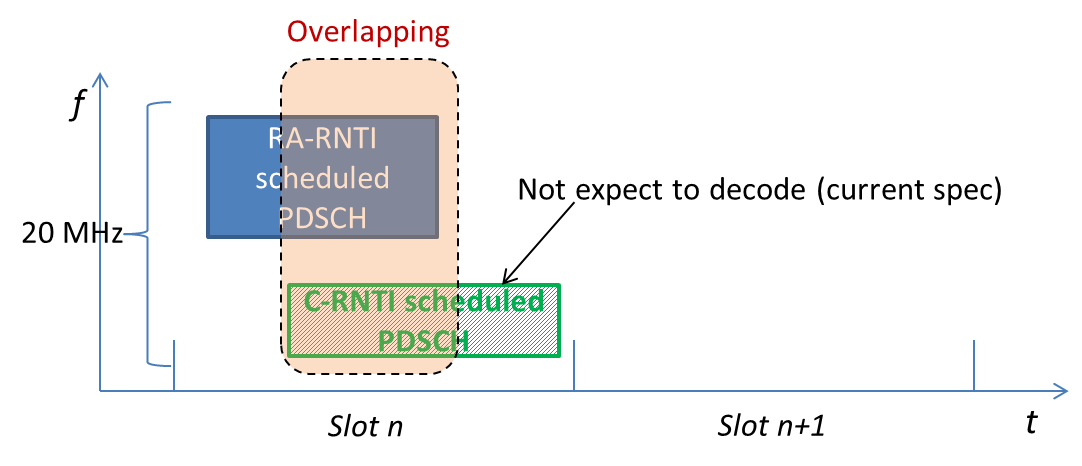 Overlapping
f
RA-RNTI
scheduled
PDSCH
Not expect to decode (current spec)
20 MHz
C-RNTI scheduled
PDSCH
Slot n
Slot n+1
t